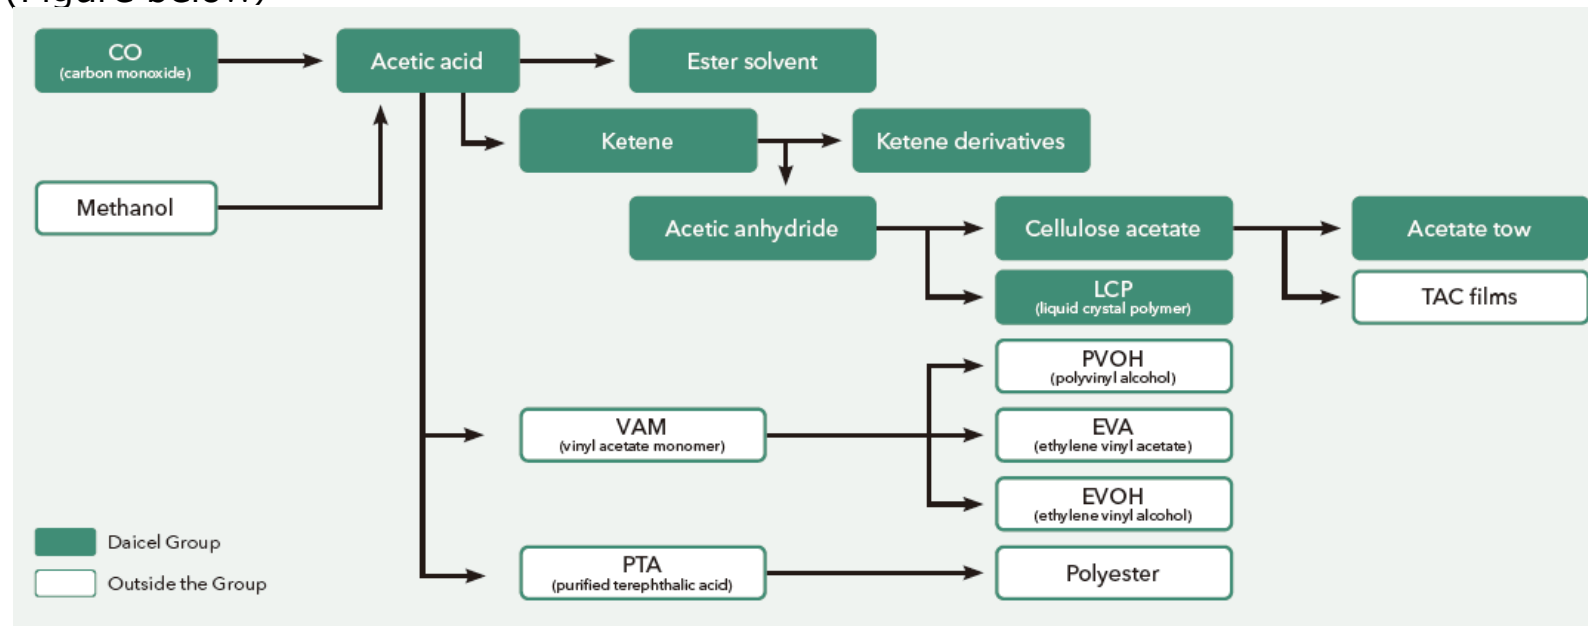 (Figure below)
CO
(carbon monoxide)
Acetic acid
Ester solvent
Ketene
Ketene derivatives
Methanol
Acetic anhydride
Cellulose acetate
Acetate tow
LCP
(liquid crystal polymer)
TAC films
PVOH
(polyvinyl alcohol)
VAM
(vinyl acetate monomer)
EVA
(ethylene vinyl acetate)
EVOH
(ethylene vinyl alcohol)
Daicel Group
Outside the Group
PTA
(purified terephthalic acid)
Polyester